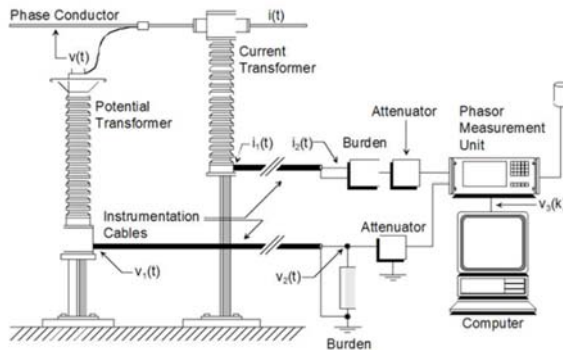 Phase Conductor
i(t)
v(t)
Current
Transformer
Potential
Transformer
Attenuator
i₁(t)
i₂(t)
Burden
Phasor
Measurement
Unit
Instrumentation
Cables
Attenuator
v₃(k)
v₁(t)
v₂(t)
Burden
Computer